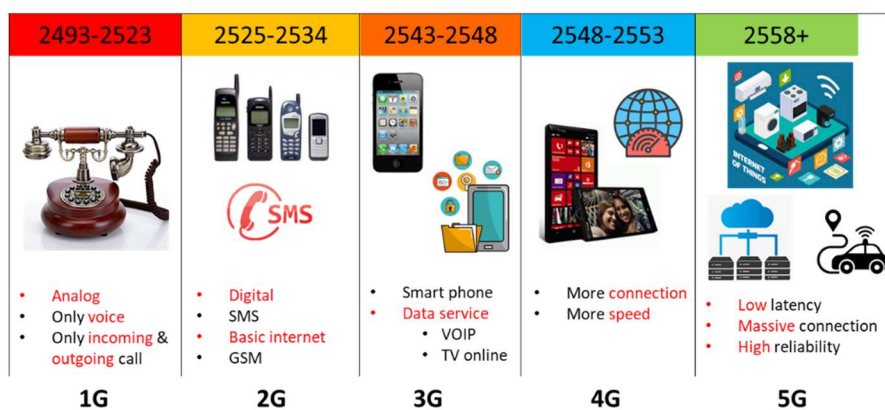 2493-2523
2525-2534
2543-2548
2548-2553
2558+
SMS
INTERNET
OF THINGS
• Analog
• Only voice
• Only incoming &
outgoing call
• Digital
• SMS
• Basic internet
• GSM
• Smart phone
• Data service
• VOIP
• TV online
• More connection
• More speed
• Low latency
• Massive connection
• High reliability
1G
2G
3G
4G
5G